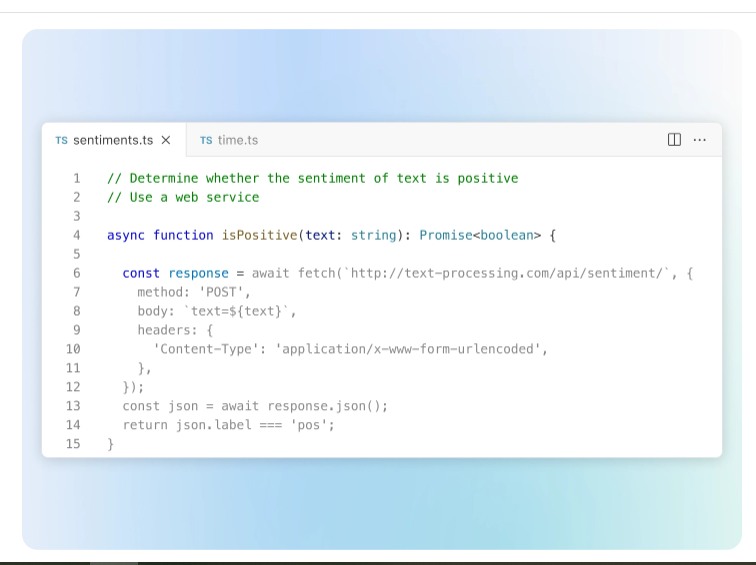 TS sentiments.ts × TS time.ts ...
1 // Determine whether the sentiment of text is positive
2 // Use a web service
3
4 async function isPositive(text: string): Promise<boolean> {
5
6   const response = await fetch(`http://text-processing.com/api/sentiment/`, {
7     method: 'POST',
8     body: `text=${text}`,
9     headers: {
10       'Content-Type': 'application/x-www-form-urlencoded',
11     },
12   });
13   const json = await response.json();
14   return json.label === 'pos';
15 }